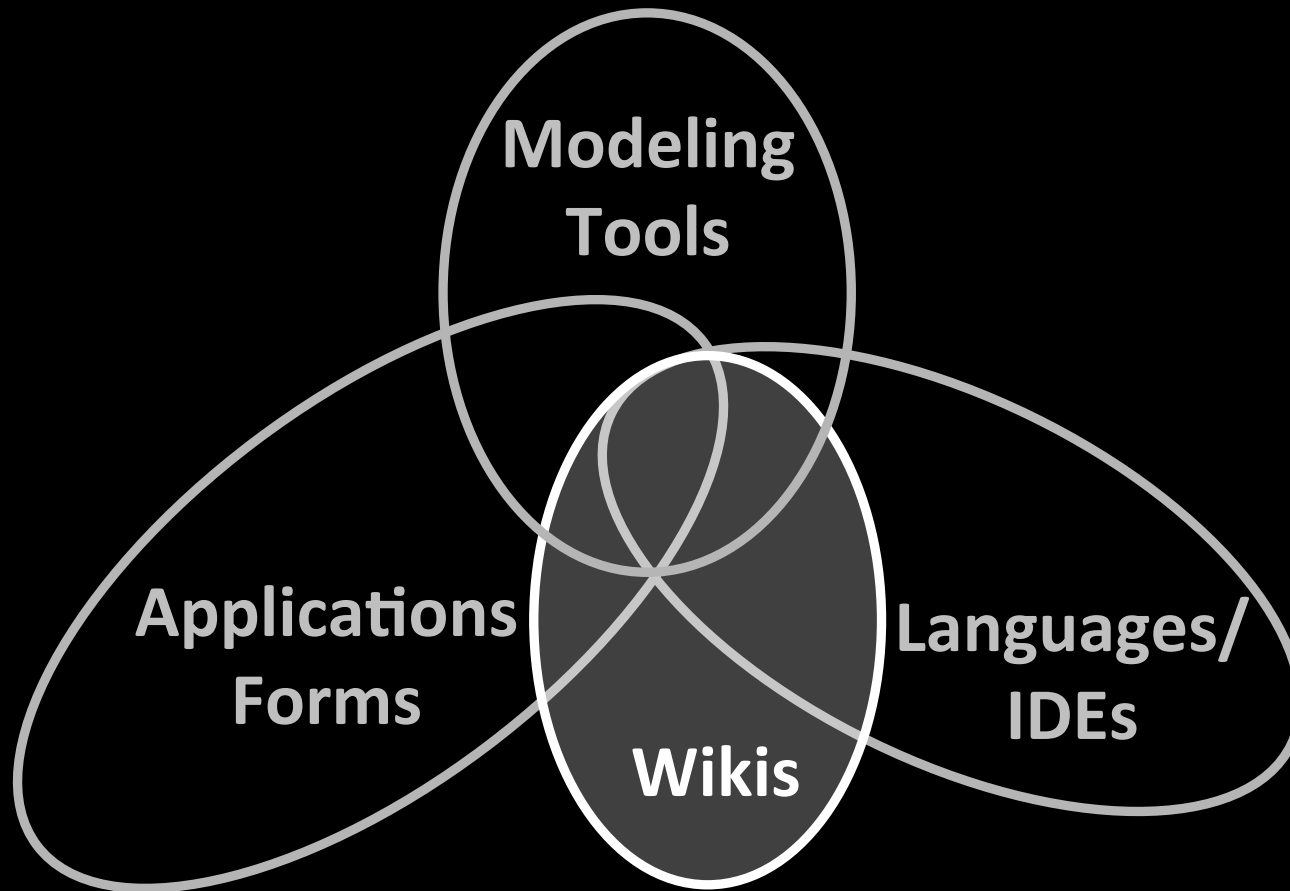 Modeling
Tools
Applications
Forms
Languages/
IDEs
Wikis